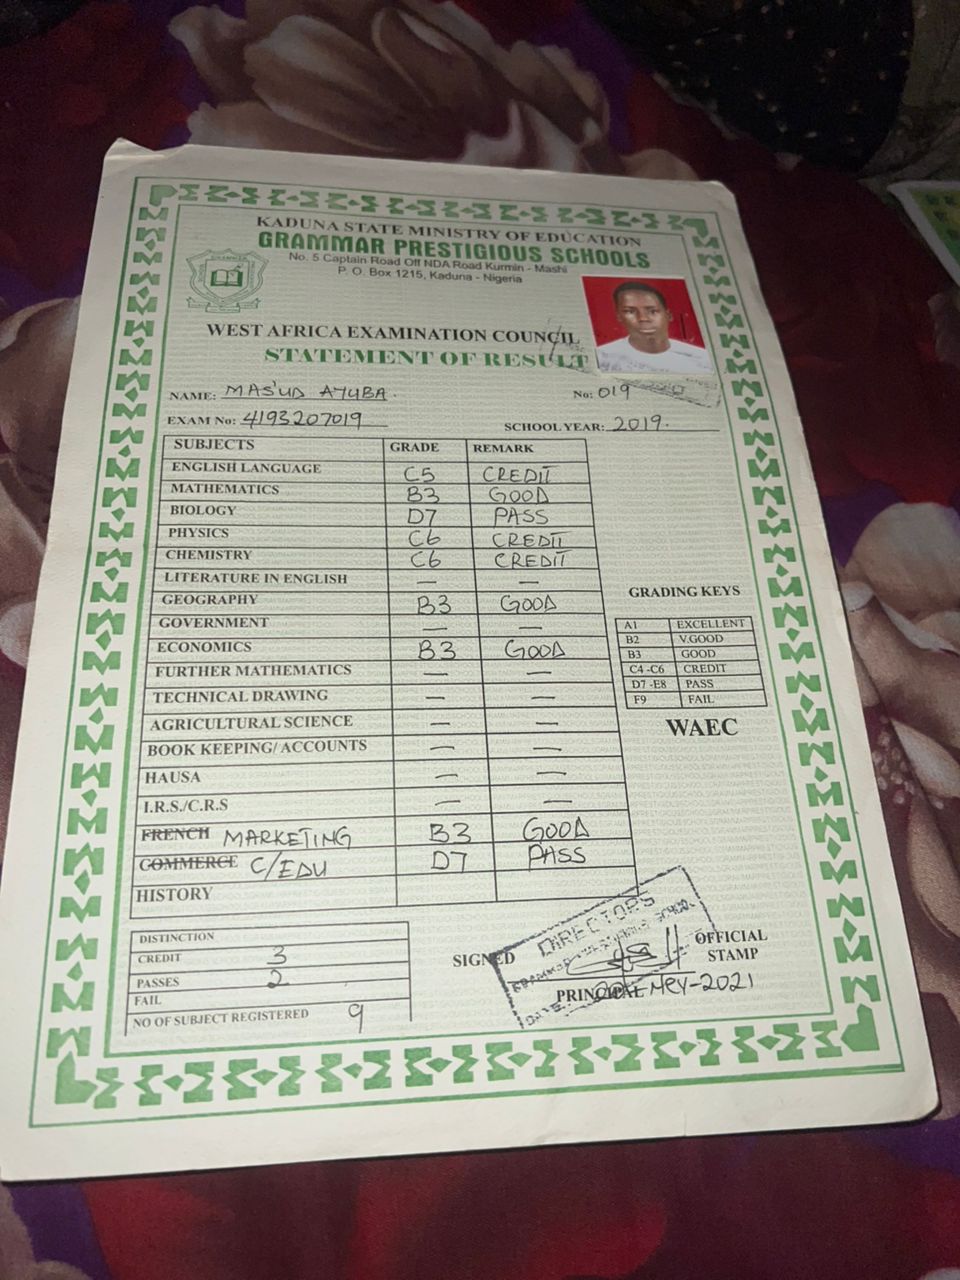 KADUNA STATE MINISTRY OF EDUCATION
GRAMMAR PRESTIGIOUS SCHOOLS
No. 5 Captain Road Off NDA Road Kurmin - Mashi
P. O. Box 1215, Kaduna - Nigeria
WEST AFRICA EXAMINATION COUNCIL
STATEMENT OF RESULT
NAME: MAS'UD AYUBA. No: 019
EXAM No: 4193207019 SCHOOL YEAR: 2019.
SUBJECTS GRADE REMARK
ENGLISH LANGUAGE C5 CREDIT
MATHEMATICS B3 GOOD
BIOLOGY D7 PASS
PHYSICS C6 CREDIT
CHEMISTRY C6 CREDIT
LITERATURE IN ENGLISH — —
GEOGRAPHY B3 GOOD
GOVERNMENT — —
ECONOMICS B3 GOOD
FURTHER MATHEMATICS — —
TECHNICAL DRAWING — —
AGRICULTURAL SCIENCE — —
BOOK KEEPING/ ACCOUNTS — —
HAUSA — —
I.R.S./C.R.S — —
FRENCH MARKETING B3 GOOD
COMMERCE C/EDU D7 PASS
HISTORY
GRADING KEYS
A1 EXCELLENT
B2 V.GOOD
B3 GOOD
C4 -C6 CREDIT
D7 -E8 PASS
F9 FAIL
WAEC
DISTINCTION
CREDIT 3
PASSES 2
FAIL
NO OF SUBJECT REGISTERED 9
SIGNED
DIRECTORS
DATE
PRINCIPAL
2021
OFFICIAL
STAMP